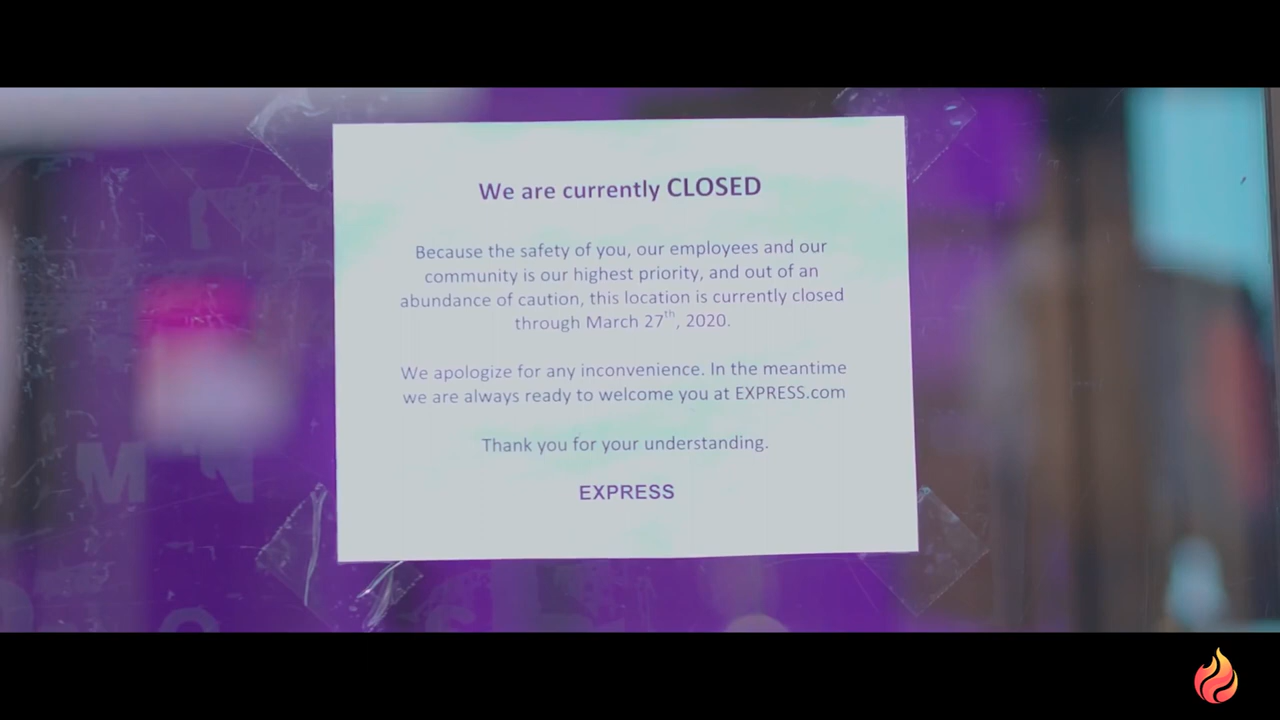 We are currently CLOSED
Because the safety of you, our employees and our
community is our highest priority, and out of an
abundance of caution, this location is currently closed
through March 27th, 2020.
We apologize for any inconvenience. In the meantime
we are always ready to welcome you at EXPRESS.com
Thank you for your understanding.
EXPRESS